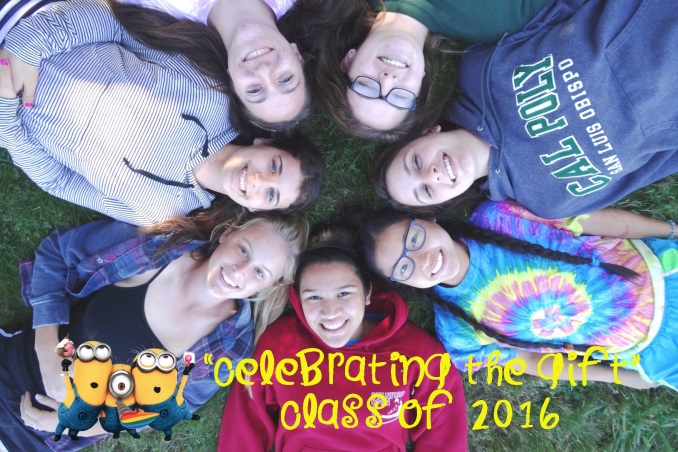 CAL POLY
SAN LUIS OBISPO
"CeleBrating the Gift"
Class of 2016